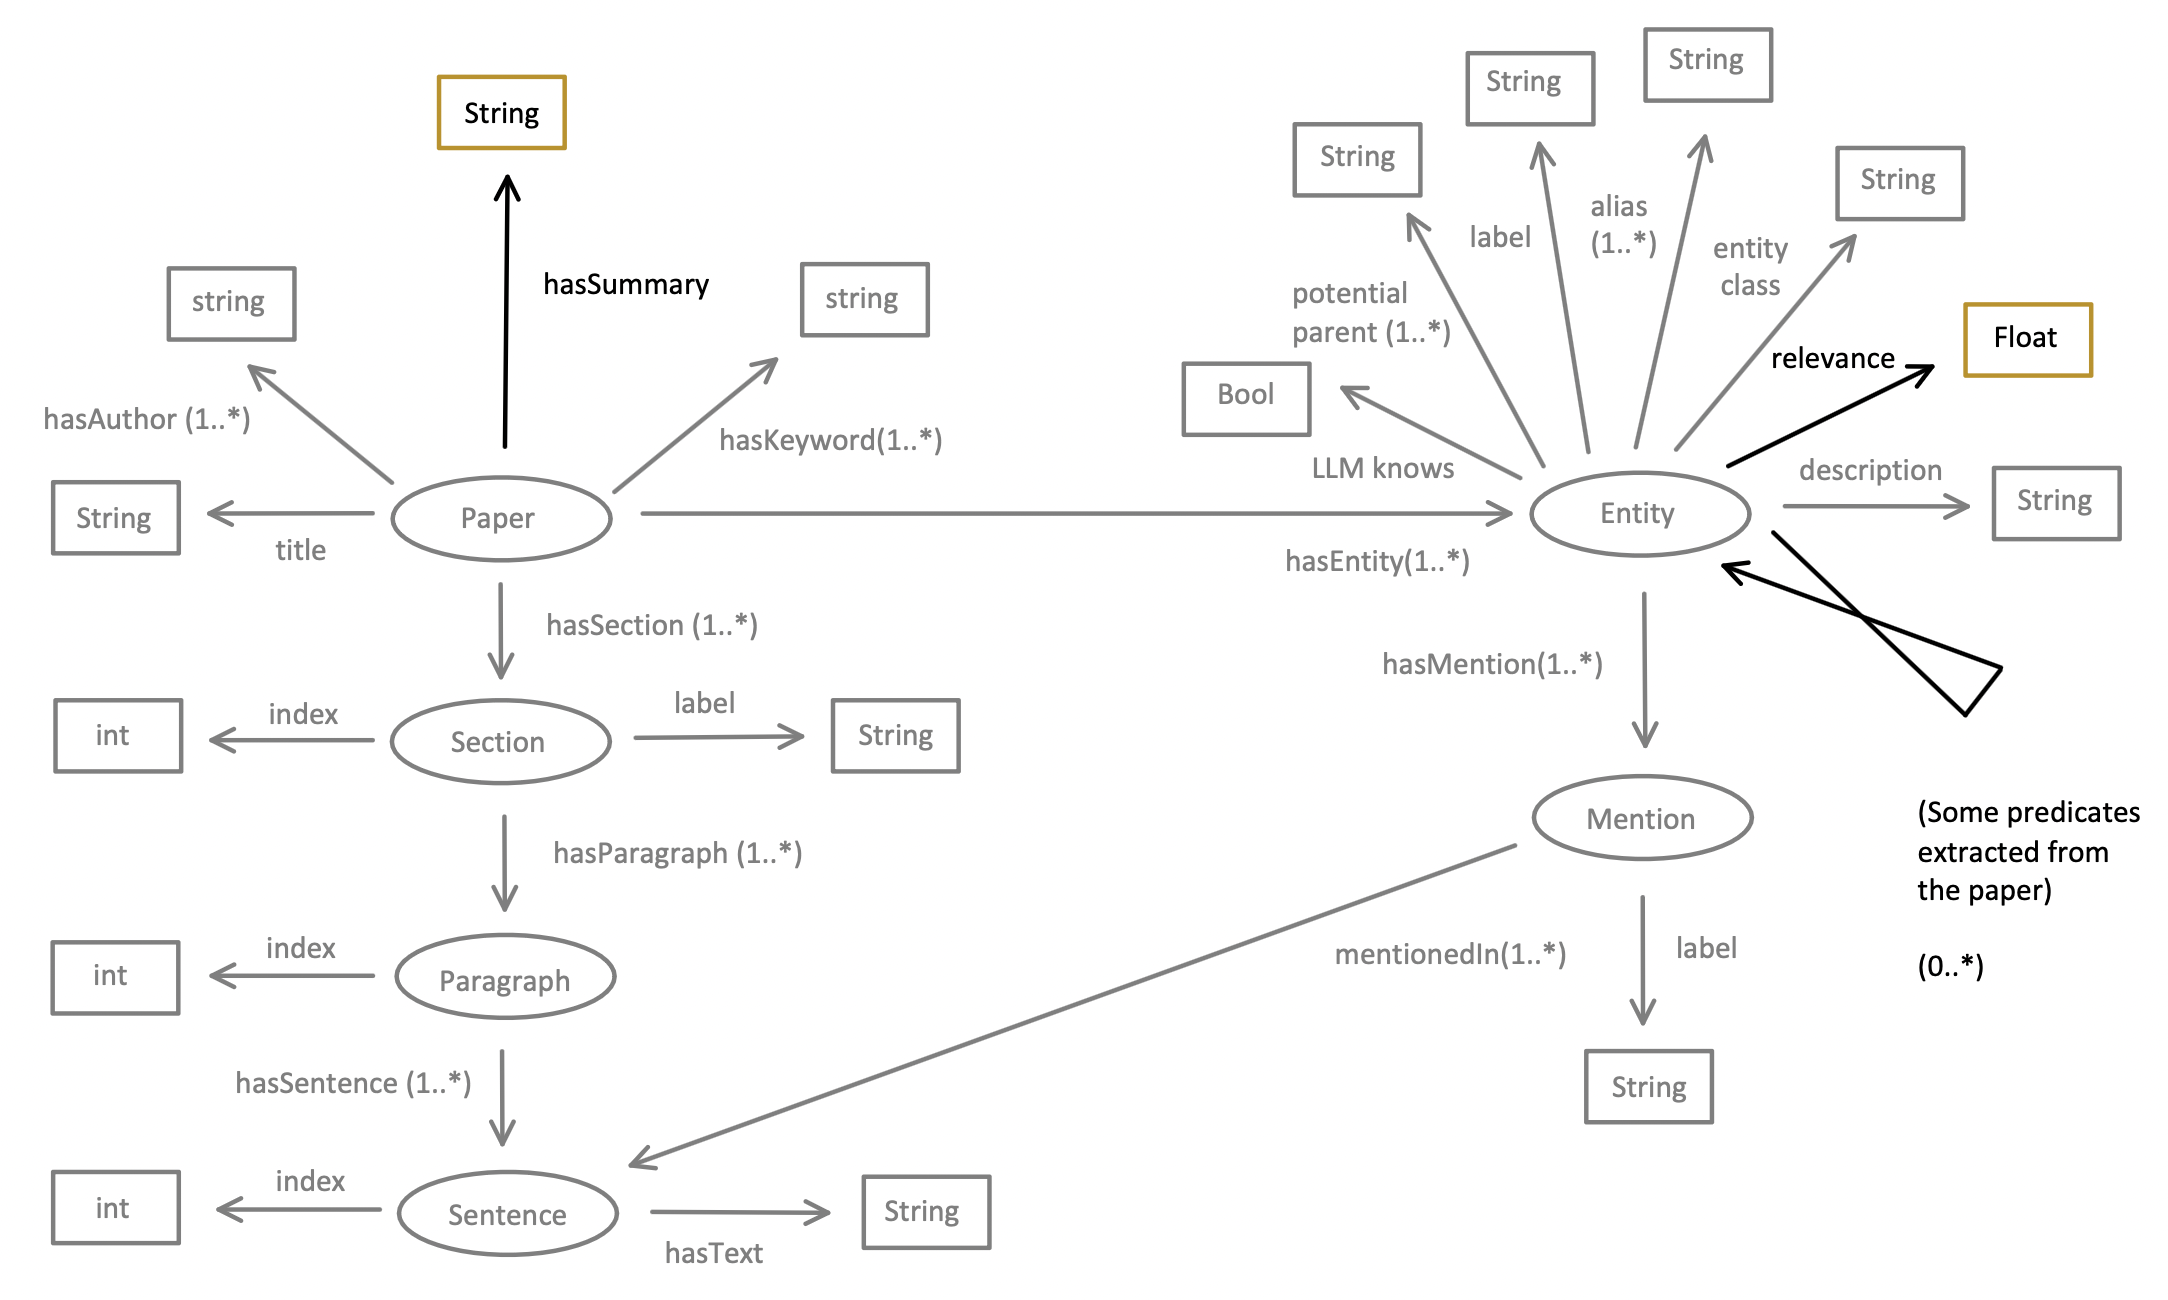 String
String
String
String
String
label
alias
(1..*)
entity
class
string
hasSummary
string
potential
parent (1..*)
Float
relevance
Bool
hasAuthor (1..*)
hasKeyword(1..*)
LLM knows
description
String
title
Paper
Entity
String
hasEntity(1..*)
hasSection (1..*)
hasMention(1..*)
int
index
Section
label
String
hasParagraph (1..*)
Mention
(Some predicates
extracted from
the paper)
(0..*)
int
index
Paragraph
mentionedIn(1..*)
label
hasSentence (1..*)
String
int
index
Sentence
hasText
String